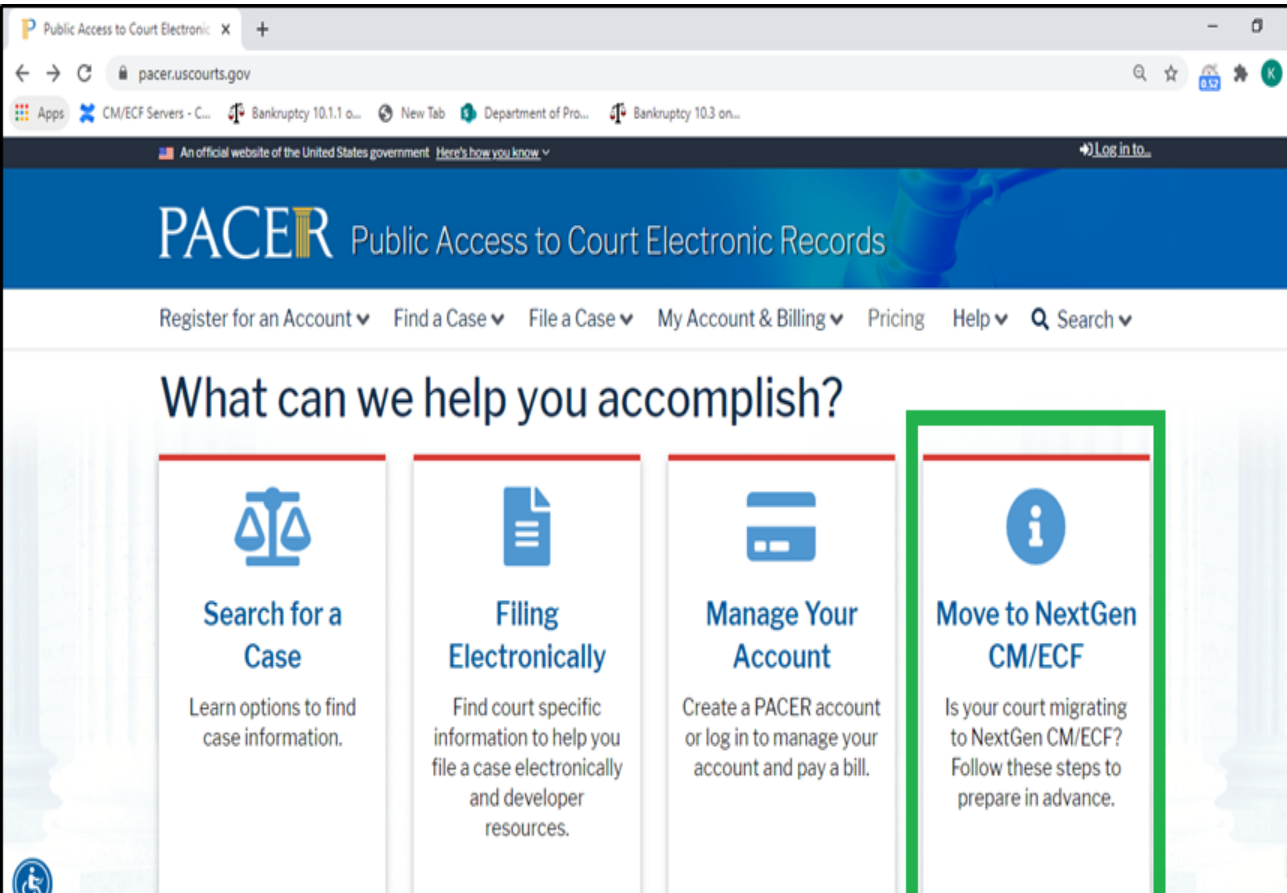 Public Access to Court Electronic
pacer.uscourts.gov
0.52
K
Apps
CM/ECF Servers - C...
Bankruptcy 10.1.1 o...
New Tab
Department of Pro...
Bankruptcy 10.3 on...
An official website of the United States government Here's how you know
Log in to...
PACER Public Access to Court Electronic Records
Register for an Account
Find a Case
File a Case
My Account & Billing
Pricing
Help
Search
What can we help you accomplish?
Search for a
Case
Learn options to find
case information.
Filing
Electronically
Find court specific
information to help you
file a case electronically
and developer
resources.
Manage Your
Account
Create a PACER account
or log in to manage your
account and pay a bill.
Move to NextGen
CM/ECF
Is your court migrating
to NextGen CM/ECF?
Follow these steps to
prepare in advance.